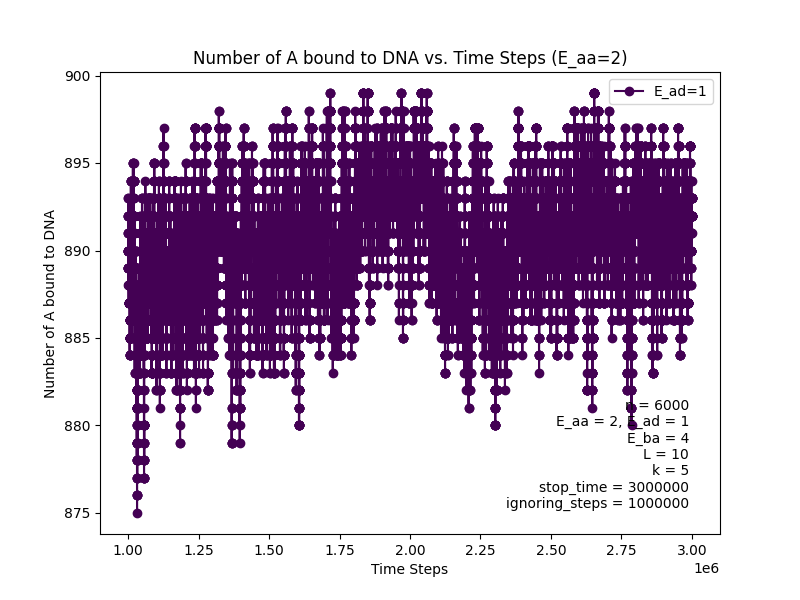 Number of A bound to DNA vs. Time Steps (E_aa=2)
E_ad=1
Number of A bound to DNA
900
895
890
885
880
875
= 6000
E_aa = 2, E_ad = 1
E_ba = 4
L = 10
k = 5
stop_time = 3000000
ignoring_steps = 1000000
1.00 1.25 1.50 1.75 2.00 2.25 2.50 2.75 3.00
1e6
Time Steps